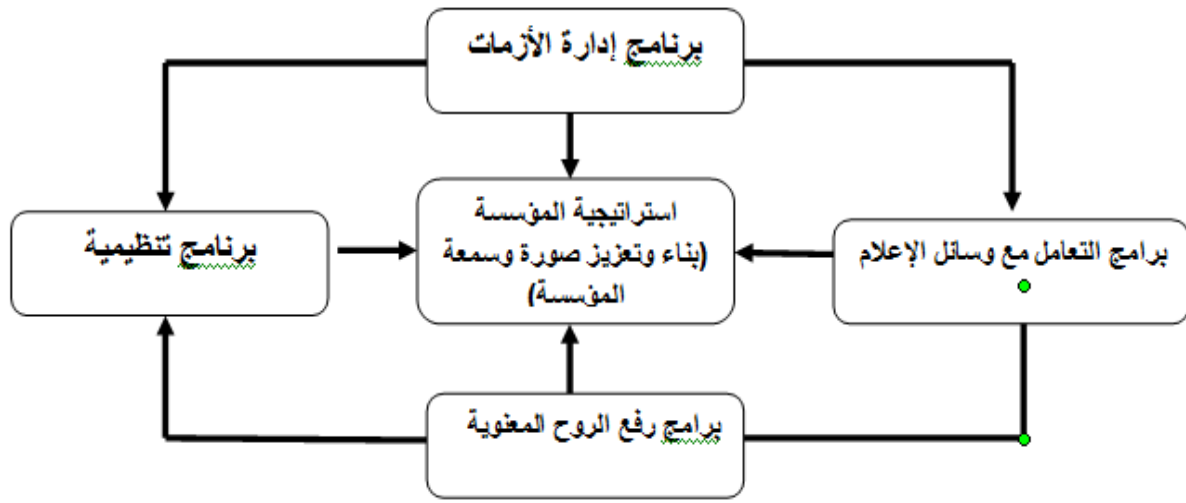 برنامج إدارة الأزمات
استراتيجية المؤسسة
(بناء وتعزيز صورة وسمعة
المؤسسة)
برامج التعامل مع وسائل الإعلام
برنامج تنظيمية
برامج رفع الروح المعنوية